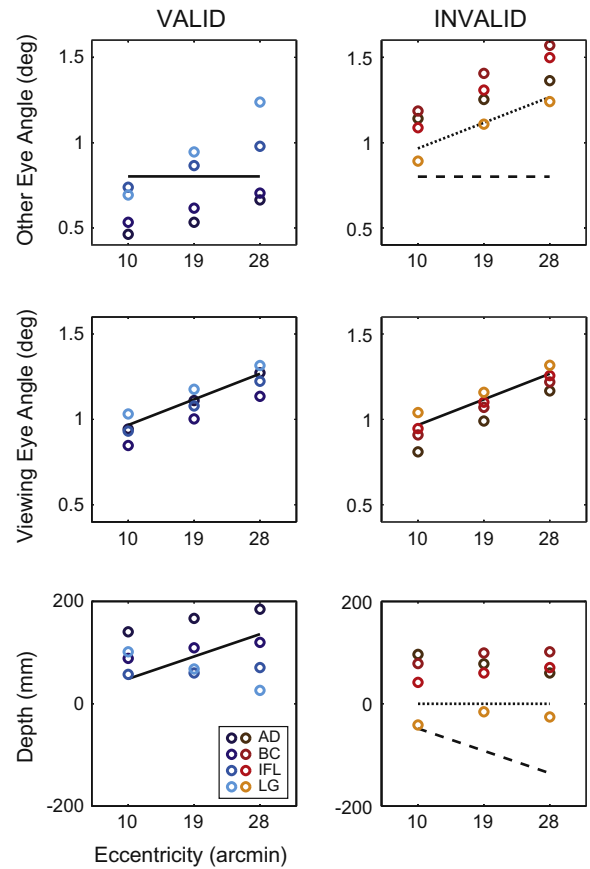 VALID
INVALID
Other Eye Angle (deg)
1.5
1
0.5
10 19 28
1.5
1
0.5
10 19 28
Viewing Eye Angle (deg)
1.5
1
0.5
10 19 28
1.5
1
0.5
10 19 28
Depth (mm)
200
0
-200
10 19 28
AD
BC
IFL
LG
200
0
-200
10 19 28
Eccentricity (arcmin)